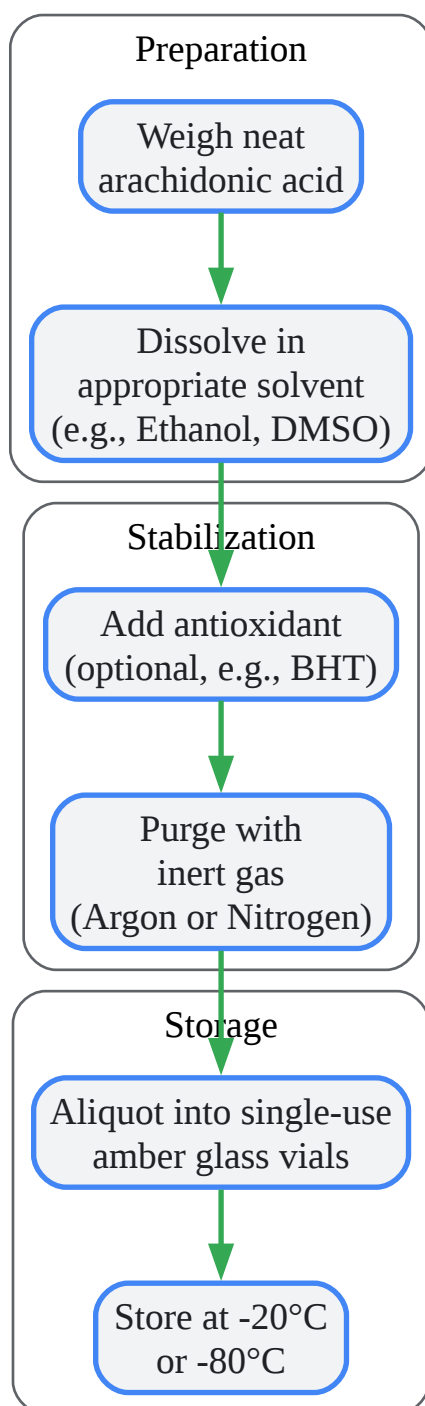 Preparation
Weigh neat
arachidonic acid
Dissolve in
appropriate solvent
(e.g., Ethanol, DMSO)
Stabilization
Add antioxidant
(optional, e.g., BHT)
Purge with
inert gas
(Argon or Nitrogen)
Storage
Aliquot into single-use
amber glass vials
Store at -20°C
or -80°C